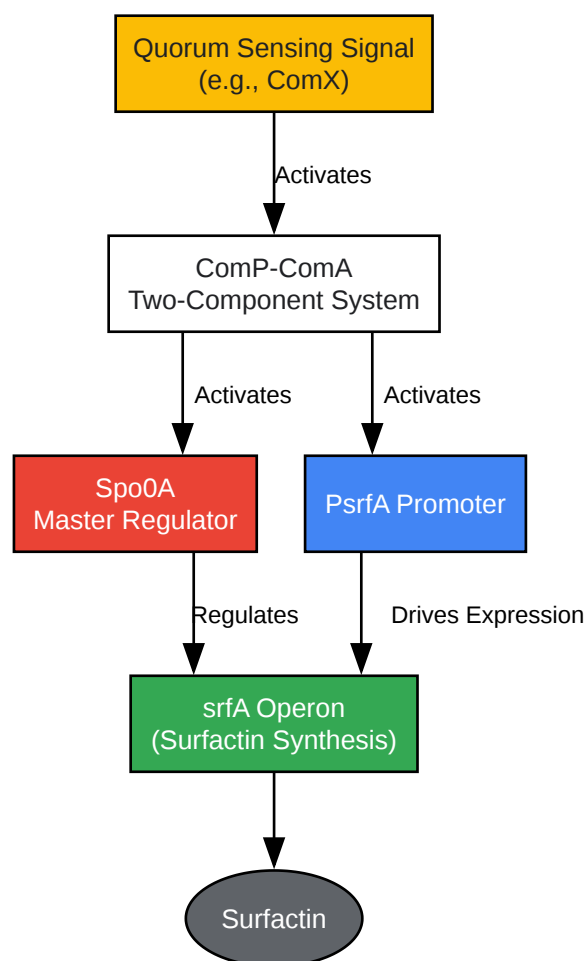 Quorum Sensing Signal
(e.g., ComX)
Activates
ComP-ComA
Two-Component System
Activates
Activates
Spo0A
Master Regulator
PsrfA Promoter
Regulates
Drives Expression
srfA Operon
(Surfactin Synthesis)
Surfactin